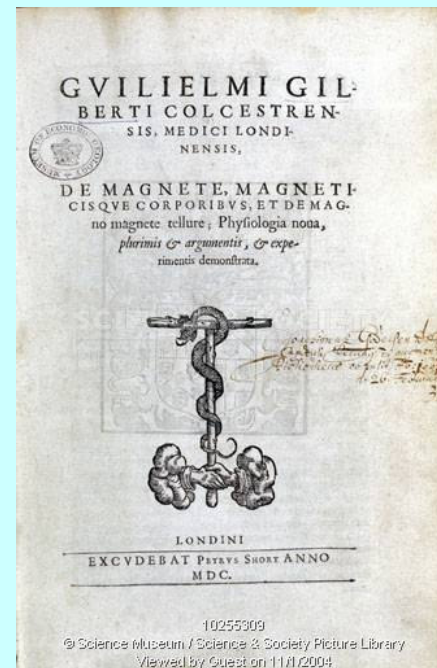 GVILIELMI GIL-
BERTI COLCESTREN-
SIS, MEDICI LONDI-
NENSIS,
DE MAGNETE, MAGNETI-
CISQVE CORPORIBVS, ET DE MAG-
no magnete tellure; Phyſiologia noua,
plurimis & argumentis, & expe-
rimentis demonſtrata.
LONDINI
EXCVDEBAT PETRVS SHORT ANNO
MDC.
10255309
© Science Museum / Science & Society Picture Library
Viewed by Guest on 11/1/2004